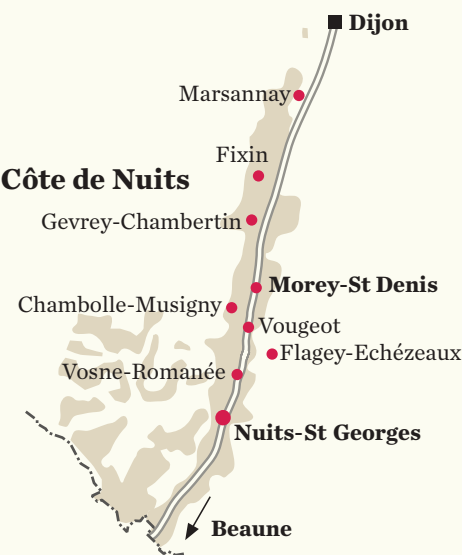 Dijon
Marsannay
Fixin
Côte de Nuits
Gevrey-Chambertin
Morey-St Denis
Chambolle-Musigny
Vougeot
Flagey-Echézeaux
Vosne-Romanée
Nuits-St Georges
Beaune